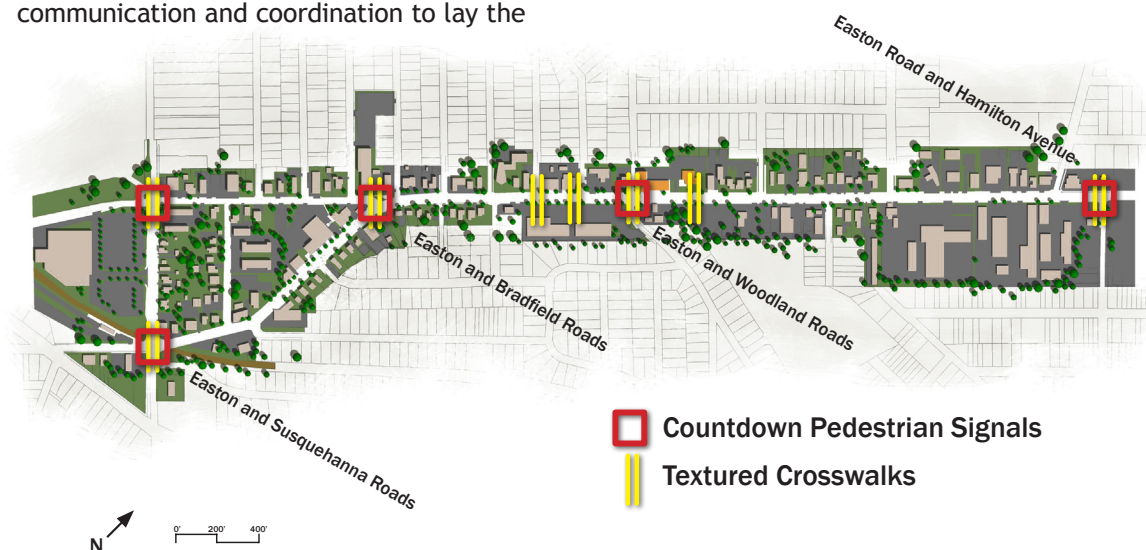 communication and coordination to lay the
Easton Road and Hamilton Avenue
Easton and Bradfield Roads
Easton and Woodland Roads
Easton and Susquehanna Roads
Countdown Pedestrian Signals
Textured Crosswalks
N
0' 200' 400'